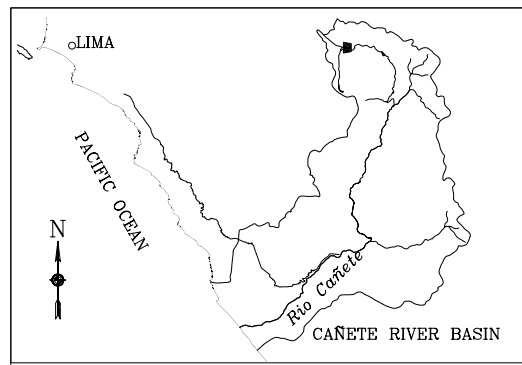 LIMA
PACIFIC OCEAN
N
Rio Cañete
CAÑETE RIVER BASIN